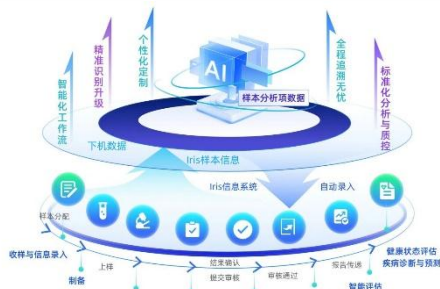 智能化工作流
精准识别升级
个性化定制
全程追溯无忧
标准化分析与质控
AI
样本分析项数据
下机数据
Iris样本信息
Iris信息系统
自动录入
样本分配
收样与信息录入
上样
制备
结果确认
提交审核
审核通过
报告传递
智能评估
健康状态评估
疾病诊断与预测